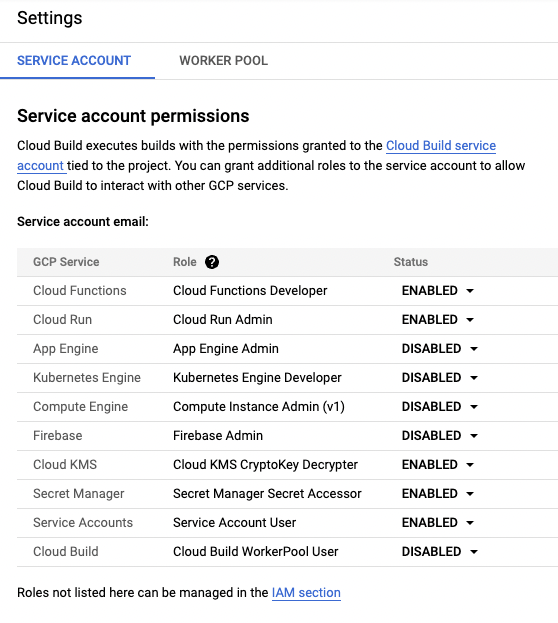 Settings
SERVICE ACCOUNT WORKER POOL
Service account permissions
Cloud Build executes builds with the permissions granted to the Cloud Build service
account tied to the project. You can grant additional roles to the service account to allow
Cloud Build to interact with other GCP services.
Service account email:
GCP Service Role ? Status
Cloud Functions Cloud Functions Developer ENABLED
Cloud Run Cloud Run Admin ENABLED
App Engine App Engine Admin DISABLED
Kubernetes Engine Kubernetes Engine Developer DISABLED
Compute Engine Compute Instance Admin (v1) DISABLED
Firebase Firebase Admin DISABLED
Cloud KMS Cloud KMS CryptoKey Decrypter ENABLED
Secret Manager Secret Manager Secret Accessor ENABLED
Service Accounts Service Account User ENABLED
Cloud Build Cloud Build WorkerPool User DISABLED
Roles not listed here can be managed in the IAM section